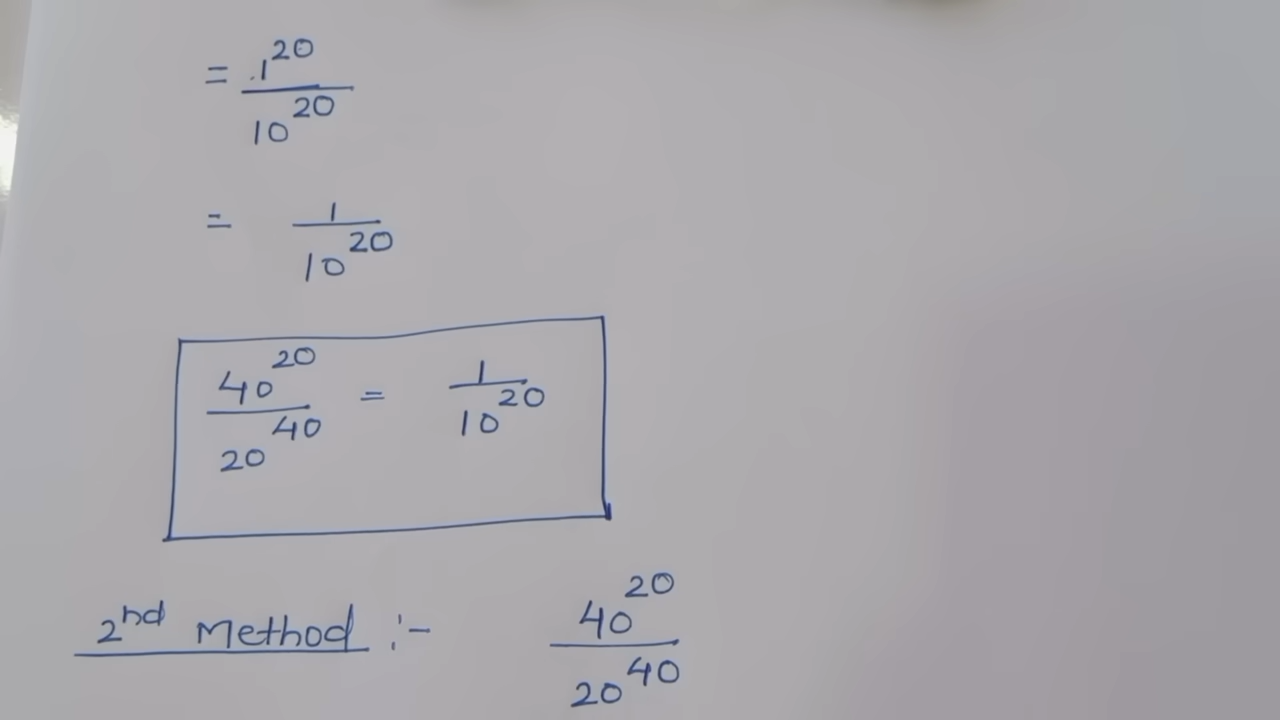 = 1^20 / 10^20
= 1 / 10^20
40^20 / 20^40 = 1 / 10^20
2nd Method :- 40^20 / 20^40